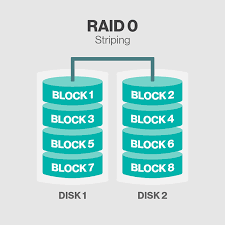 RAID 0
Striping
BLOCK 1
BLOCK 2
BLOCK 3
BLOCK 4
BLOCK 5
BLOCK 6
BLOCK 7
BLOCK 8
DISK 1
DISK 2